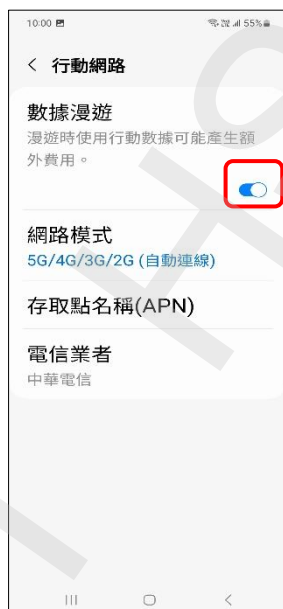 10:00
55%
行動網路
數據漫遊
漫遊時使用行動數據可能產生額
外費用。
網路模式
5G/4G/3G/2G (自動連線)
存取點名稱(APN)
電信業者
中華電信